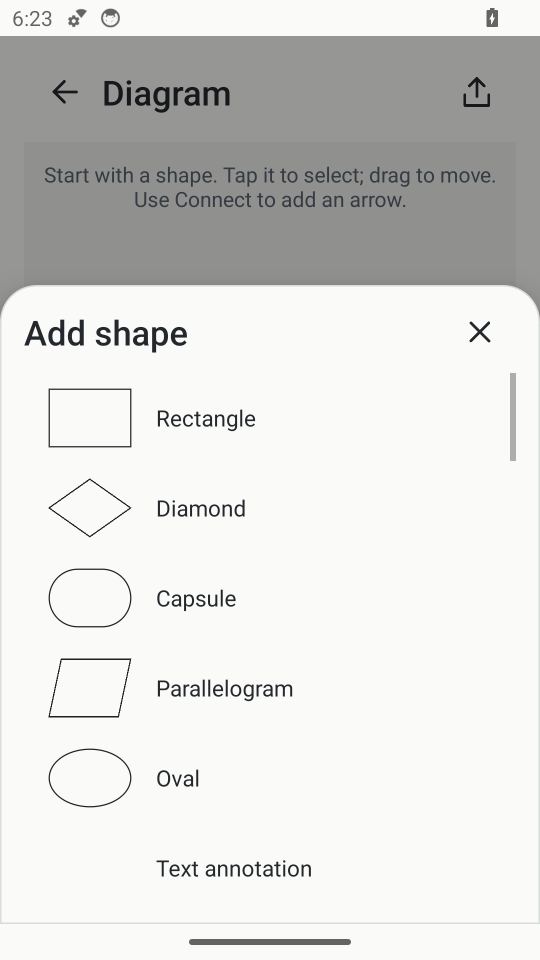 6:23
Diagram
Start with a shape. Tap it to select; drag to move.
Use Connect to add an arrow.
Add shape
Rectangle
Diamond
Capsule
Parallelogram
Oval
Text annotation